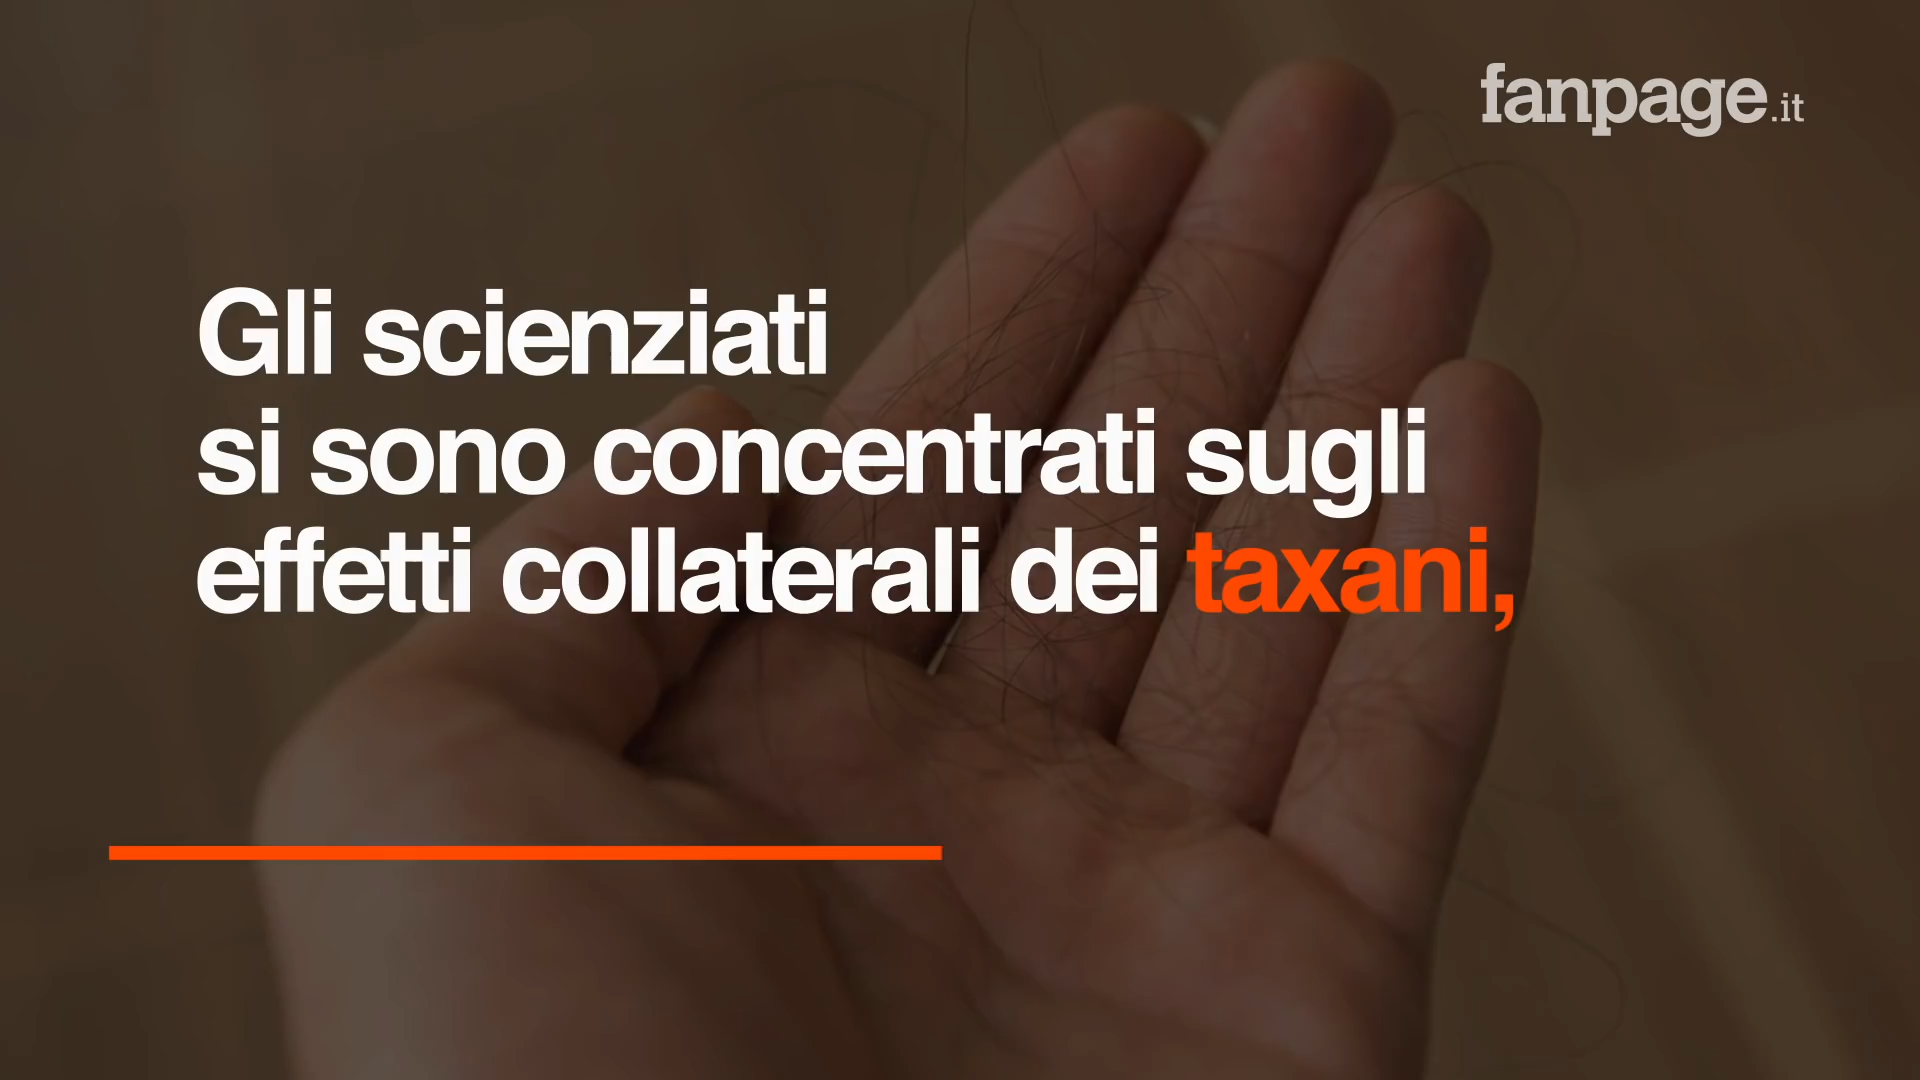 fanpage.it
Gli scienziati
si sono concentrati sugli
effetti collaterali dei taxani,